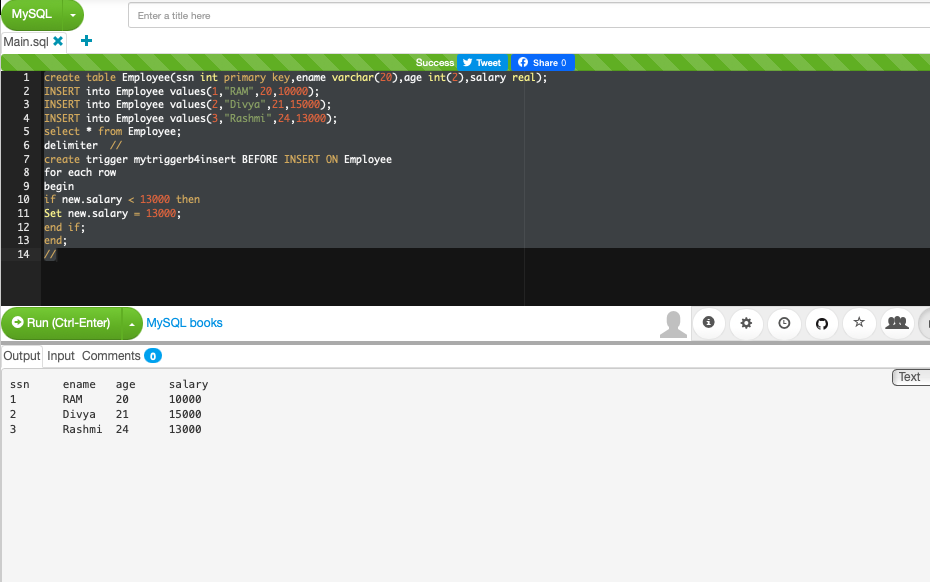 MySQL
Enter a title here
Main.sql
Success Tweet Share 0
1 create table Employee(ssn int primary key,ename varchar(20),age int(2),salary real);
2 INSERT into Employee values(1,"RAM",20,10000);
3 INSERT into Employee values(2,"Divya",21,15000);
4 INSERT into Employee values(3,"Rashmi",24,13000);
5 select * from Employee;
6 delimiter //
7 create trigger mytriggerb4insert BEFORE INSERT ON Employee
8 for each row
9 begin
10 if new.salary < 13000 then
11 Set new.salary = 13000;
12 end if;
13 end;
14 //
Run (Ctrl-Enter) MySQL books
Output Input Comments 0
Text
ssn ename age salary
1 RAM 20 10000
2 Divya 21 15000
3 Rashmi 24 13000